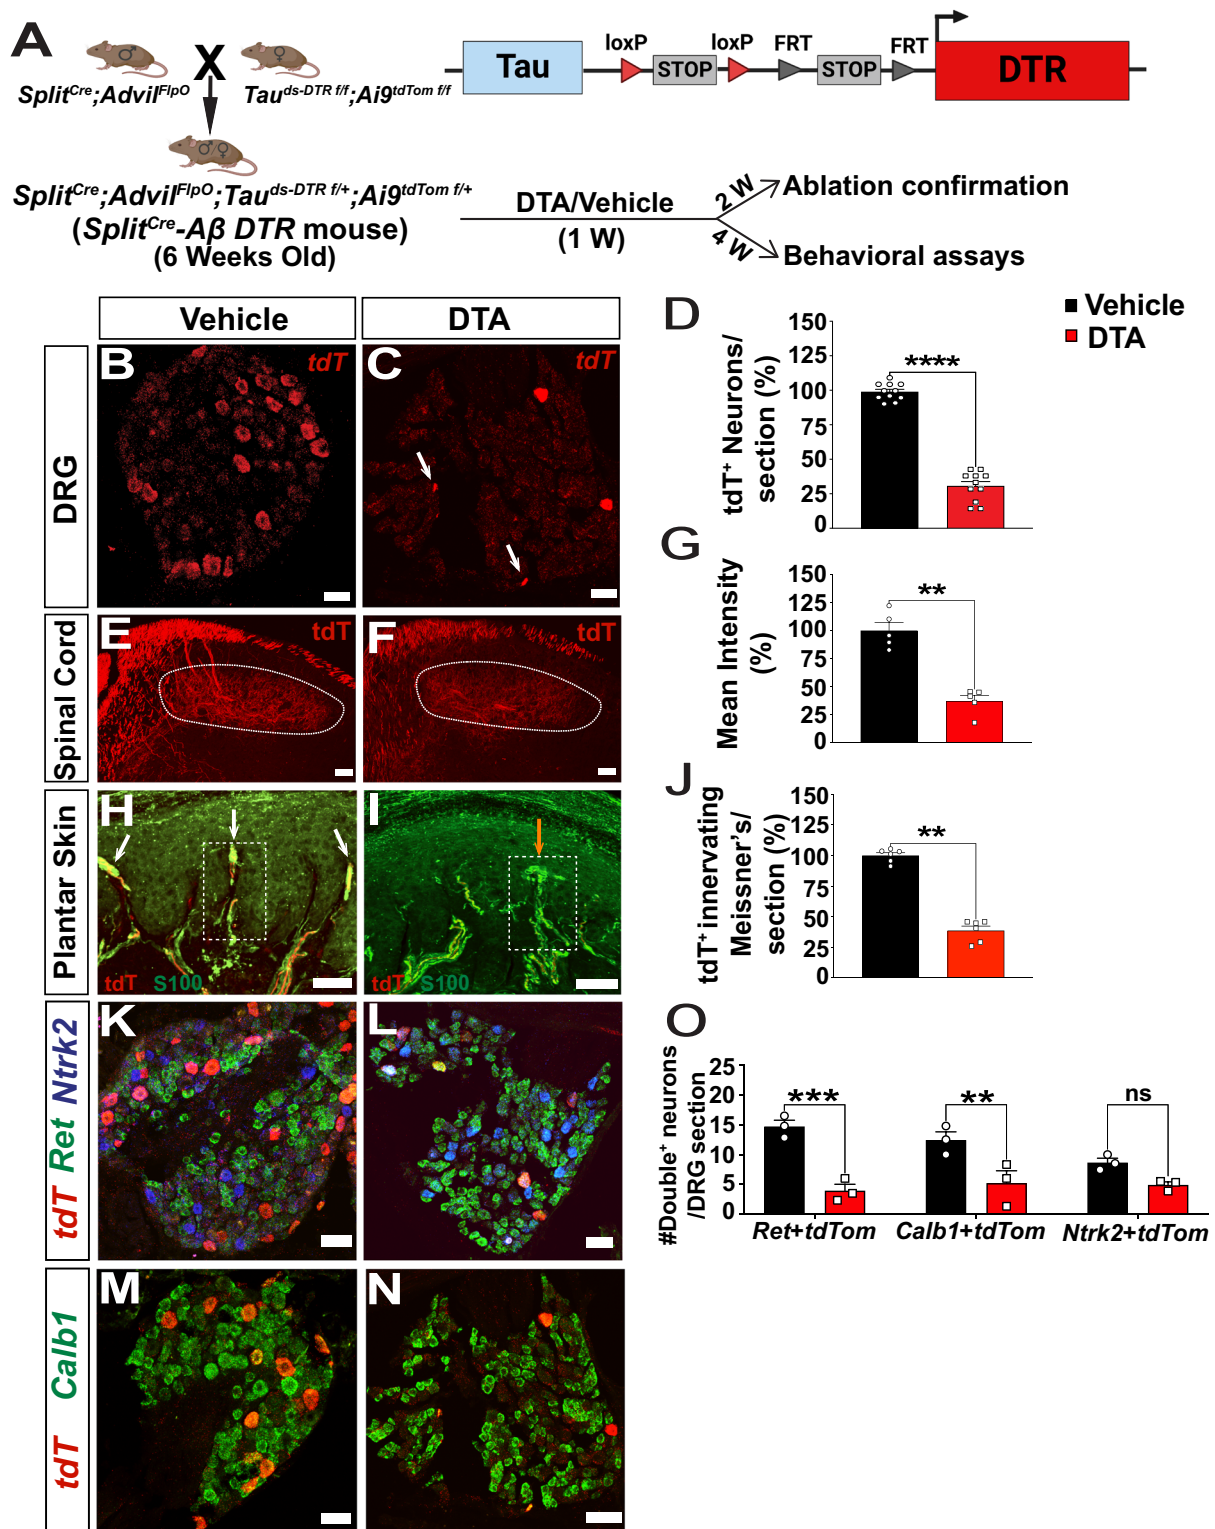 A
X
Split^Cre;Advil^FlpO
Tau^ds-DTR f/f;Ai9^tdTom f/f
Tau
loxP
STOP
loxP
FRT
STOP
FRT
DTR
Split^Cre;Advil^FlpO;Tau^ds-DTR f/+;Ai9^tdTom f/+
(Split^Cre-Aβ DTR mouse)
(6 Weeks Old)
DTA/Vehicle
(1 W)
2 W
4 W
Ablation confirmation
Behavioral assays
Vehicle
DTA
DRG
B
tdT
C
tdT
D
Vehicle
DTA
tdT⁺ Neurons/
section (%)
150
125
100
75
50
25
0
****
Spinal Cord
E
tdT
F
tdT
G
Mean Intensity
(%)
150
125
100
75
50
25
0
**
Plantar Skin
H
tdT S100
I
tdT S100
J
tdT⁺ innervating
Meissner's/
section (%)
150
125
100
75
50
25
0
**
tdT Ret Ntrk2
K
L
O
#Double⁺ neurons
/DRG section
25
20
15
10
5
0
***
**
ns
Ret+tdTom
Calb1+tdTom
Ntrk2+tdTom
tdT Calb1
M
N